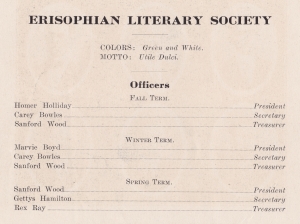 ERISOPHIAN LITERARY SOCIETY
COLORS: Green and White.
MOTTO: Utile Dulci.
Officers
FALL TERM.
Homer Holliday President
Carey Bowles Secretary
Sanford Wood Treasurer
WINTER TERM.
Marvie Boyd President
Carey Bowles Secretary
Sanford Wood Treasurer
SPRING TERM.
Sanford Wood President
Gettys Hamilton Secretary
Rex Ray Treasurer